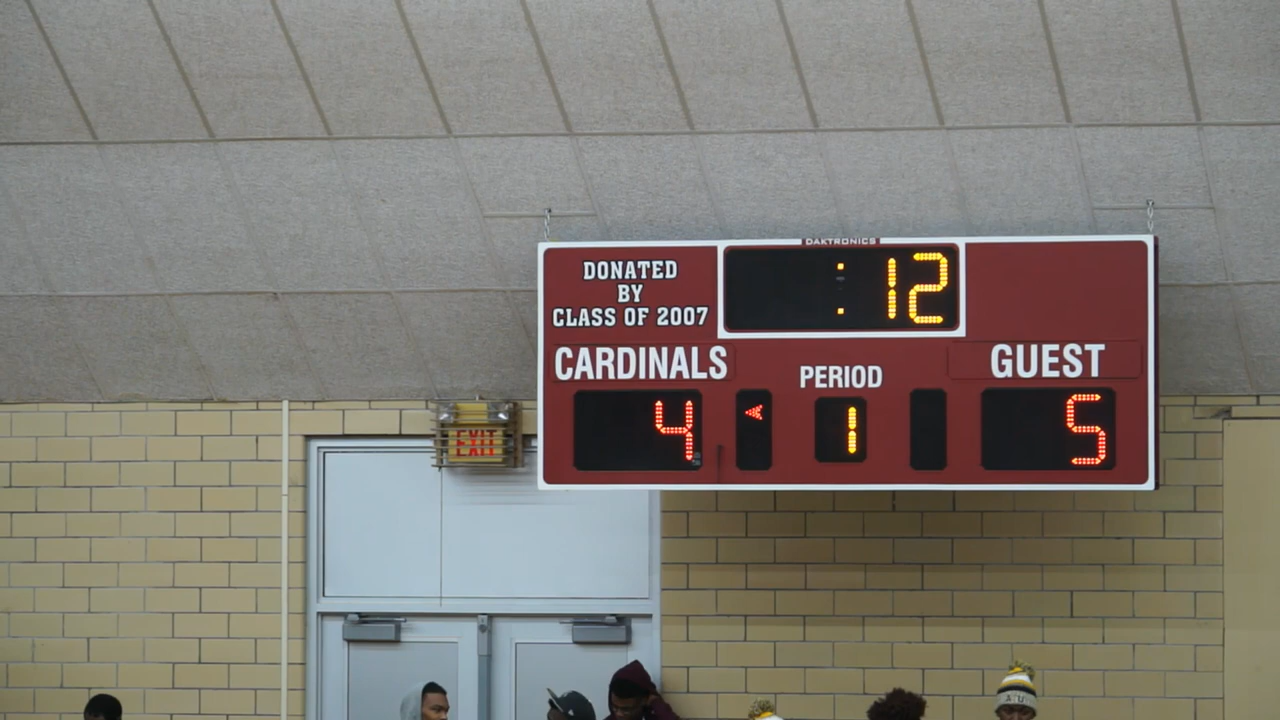 DAKTRONICS
DONATED
BY
CLASS OF 2007
:12
CARDINALS
PERIOD
GUEST
4
1
5
EXIT
A U